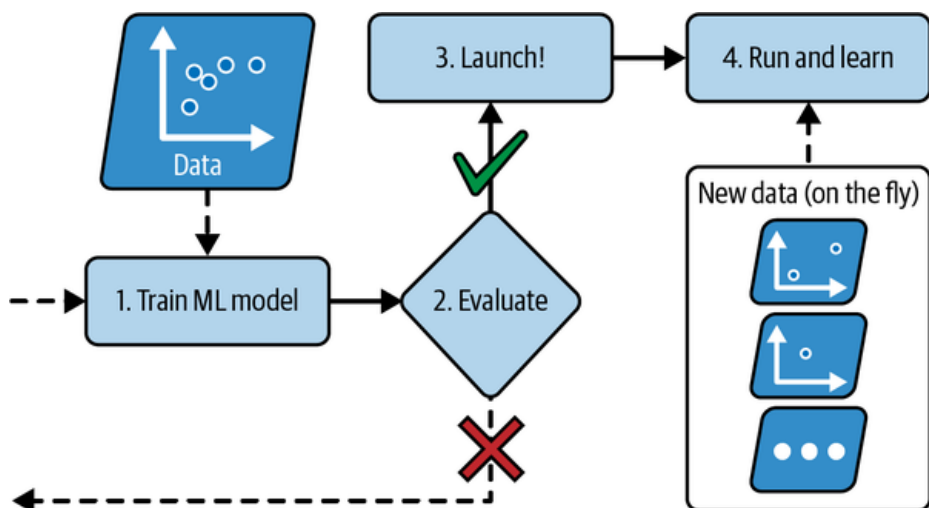 3. Launch!
4. Run and learn
Data
New data (on the fly)
1. Train ML model
2. Evaluate